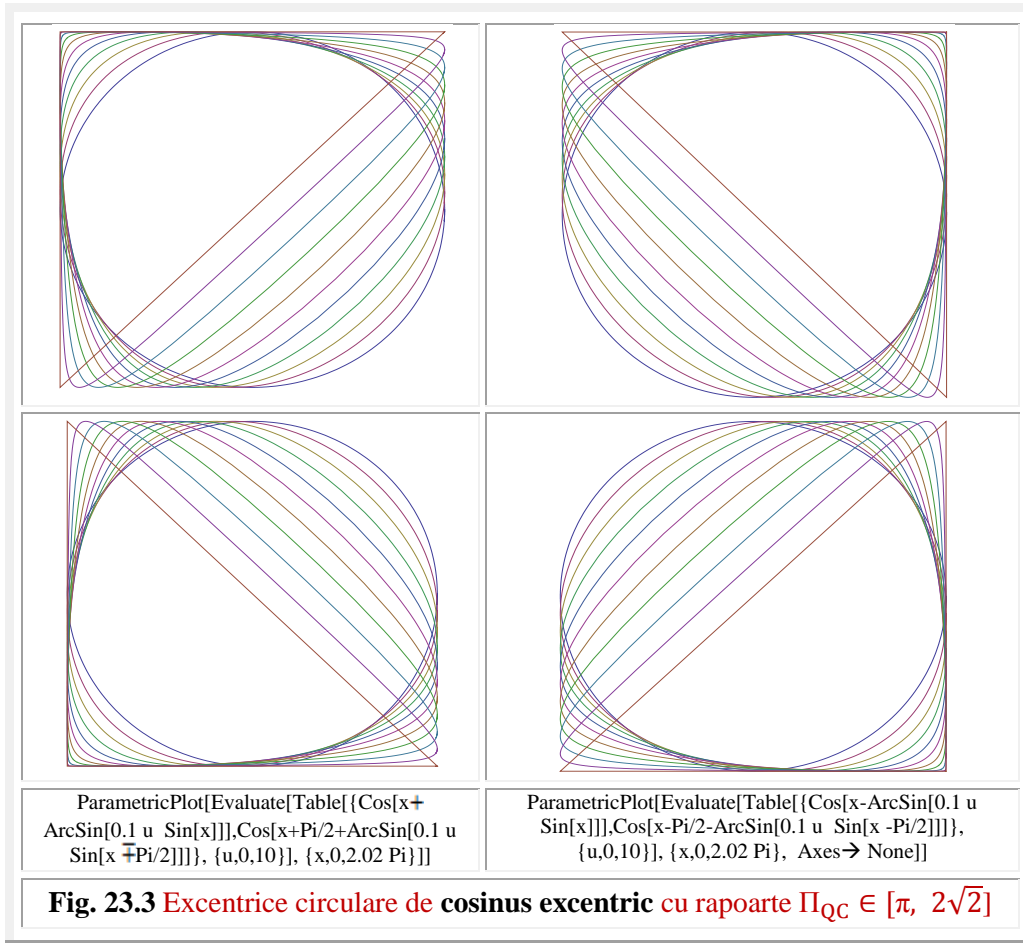 ParametricPlot[Evaluate[Table[{Cos[x∓
ArcSin[0.1 u Sin[x]]],Cos[x+Pi/2+ArcSin[0.1 u
Sin[x ∓Pi/2]]]}, {u,0,10}], {x,0,2.02 Pi}]]
ParametricPlot[Evaluate[Table[{Cos[x-ArcSin[0.1 u
Sin[x]]],Cos[x-Pi/2-ArcSin[0.1 u Sin[x -Pi/2]]]},
{u,0,10}], {x,0,2.02 Pi}, Axes→ None]]
Fig. 23.3 Excentrice circulare de cosinus excentric cu rapoarte Π_QC ∈ [π, 2√2]